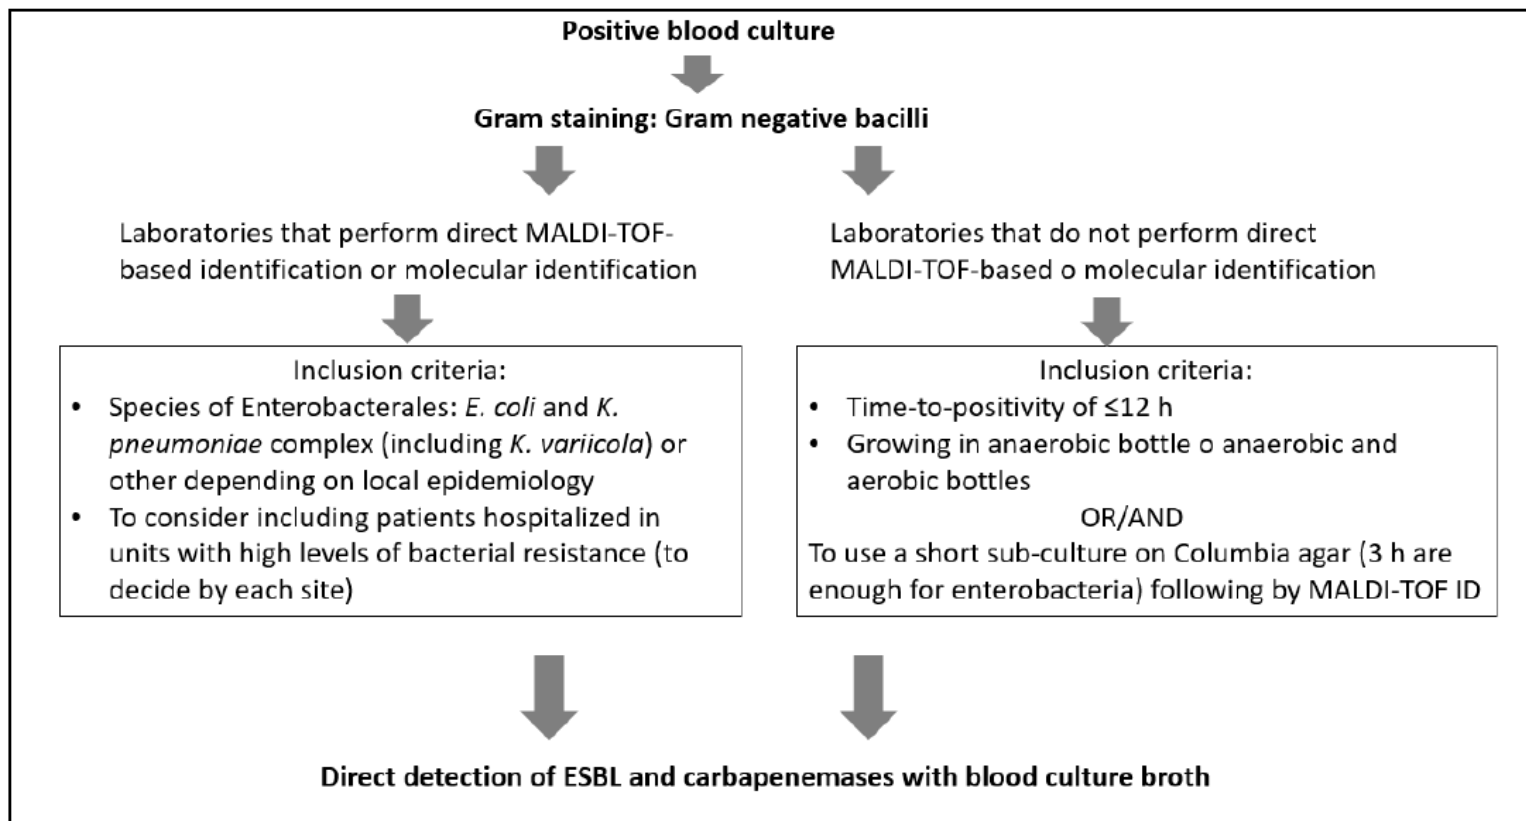 Positive blood culture
Gram staining: Gram negative bacilli
Laboratories that perform direct MALDI-TOF-
based identification or molecular identification
Laboratories that do not perform direct
MALDI-TOF-based o molecular identification
Inclusion criteria:
• Species of Enterobacterales: E. coli and K.
pneumoniae complex (including K. variicola) or
other depending on local epidemiology
• To consider including patients hospitalized in
units with high levels of bacterial resistance (to
decide by each site)
Inclusion criteria:
• Time-to-positivity of ≤12 h
• Growing in anaerobic bottle o anaerobic and
aerobic bottles
OR/AND
To use a short sub-culture on Columbia agar (3 h are
enough for enterobacteria) following by MALDI-TOF ID
Direct detection of ESBL and carbapenemases with blood culture broth